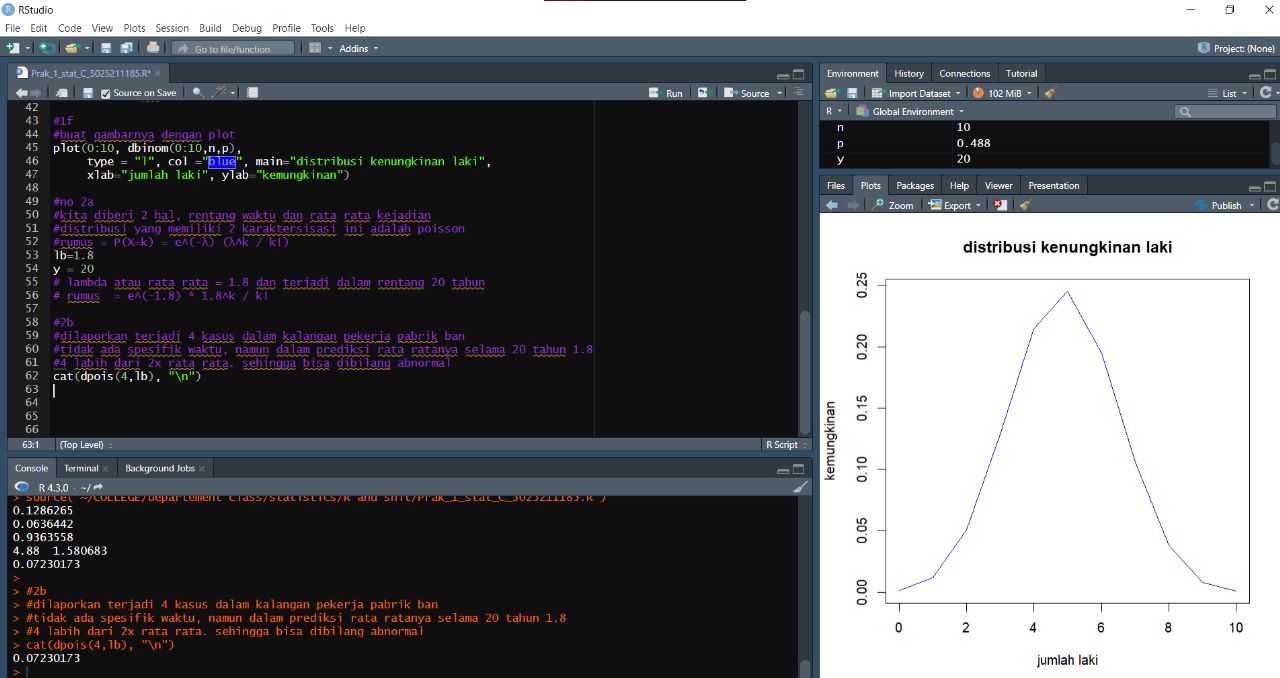 RStudio
File Edit Code View Plots Session Build Debug Profile Tools Help
Go to file/function
Addins
Project: (None)
Prak_1_stat_C_5025211185.R*
Source on Save
Run
Source
42
43 #1f
44 #buat gambarnya dengan plot
45 plot(0:10, dbinom(0:10,n,p),
46 type = "l", col ="blue", main="distribusi kenungkinan laki",
47 xlab="jumlah laki", ylab="kemungkinan")
48
49 #no 2a
50 #kita diberi 2 hal, rentang waktu dan rata rata kejadian
51 #distribusi yang memiliki 2 karaktersisasi ini adalah poisson
52 #rumus = P(X=k) = e^(-λ) (λ^k / k!)
53 lb=1.8
54 y = 20
55 # lambda atau rata rata = 1.8 dan terjadi dalam rentang 20 tahun
56 # rumus = e^(-1.8) * 1.8^k / k!
57
58 #2b
59 #dilaporkan terjadi 4 kasus dalam kalangan pekerja pabrik ban
60 #tidak ada spesifik waktu, namun dalam prediksi rata ratanya selama 20 tahun 1.8
61 #4 labih dari 2x rata rata. sehingga bisa dibilang abnormal
62 cat(dpois(4,lb), "\n")
63
64
65
66
63:1 (Top Level) R Script
Console Terminal Background Jobs
R 4.3.0 · ~/
> source("~/COLLEGE/departement class/statistics/R and shit/Prak_1_stat_C_5025211185.R")
0.1286265
0.0636442
0.9363558
4.88 1.580683
0.07230173
>
> #2b
> #dilaporkan terjadi 4 kasus dalam kalangan pekerja pabrik ban
> #tidak ada spesifik waktu, namun dalam prediksi rata ratanya selama 20 tahun 1.8
> #4 labih dari 2x rata rata. sehingga bisa dibilang abnormal
> cat(dpois(4,lb), "\n")
0.07230173
>
Environment History Connections Tutorial
Import Dataset 102 MiB List
R Global Environment
n 10
p 0.488
y 20
Files Plots Packages Help Viewer Presentation
Zoom Export Publish
distribusi kenungkinan laki
kemungkinan
0.25
0.20
0.15
0.10
0.05
0.00
0 2 4 6 8 10
jumlah laki